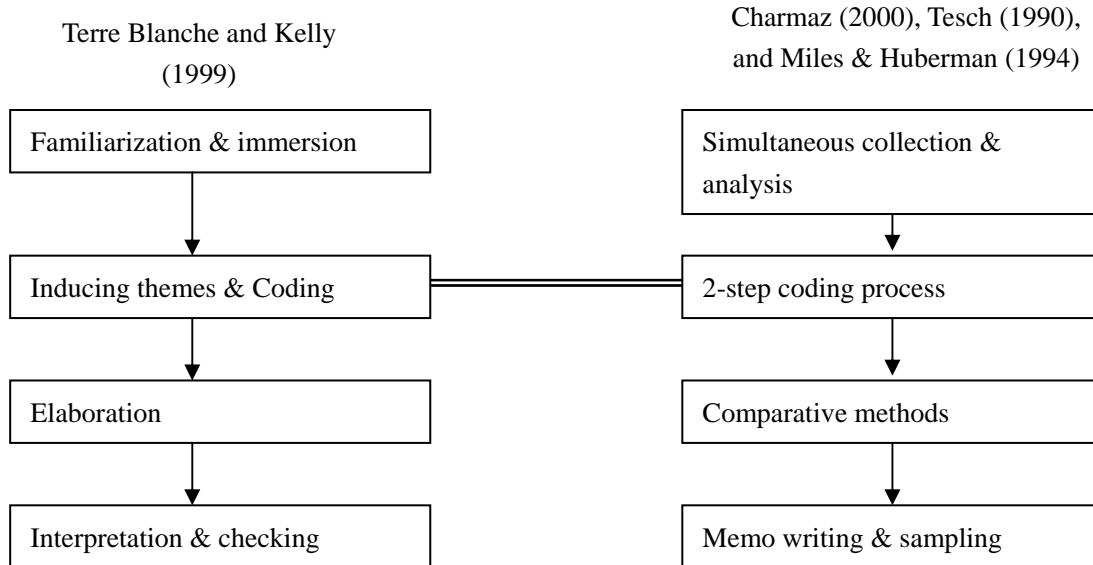 Terre Blanche and Kelly
(1999)
Charmaz (2000), Tesch (1990),
and Miles & Huberman (1994)
Familiarization & immersion
Simultaneous collection &
analysis
Inducing themes & Coding
2-step coding process
Elaboration
Comparative methods
Interpretation & checking
Memo writing & sampling